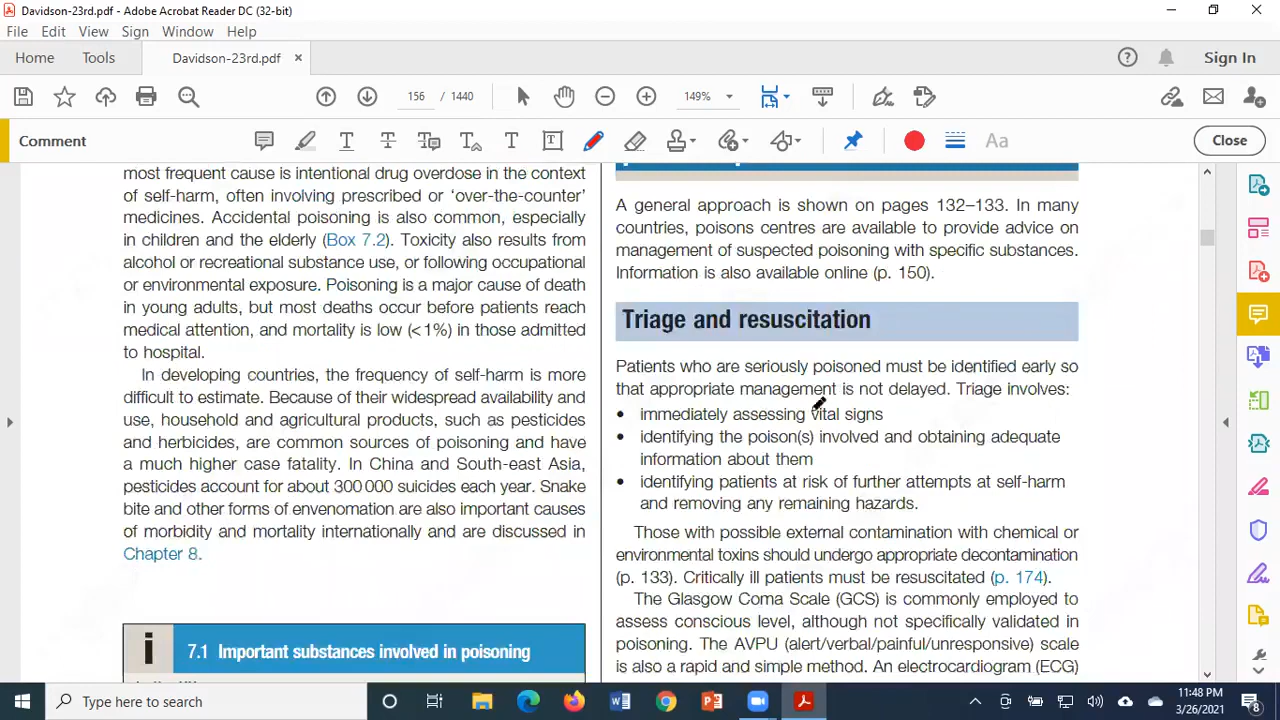 Davidson-23rd.pdf - Adobe Acrobat Reader DC (32-bit)
File Edit View Sign Window Help
Home Tools Davidson-23rd.pdf × Sign In
156 / 1440 149%
Comment Aa Close
most frequent cause is intentional drug overdose in the context
of self-harm, often involving prescribed or ‘over-the-counter’
medicines. Accidental poisoning is also common, especially
in children and the elderly (Box 7.2). Toxicity also results from
alcohol or recreational substance use, or following occupational
or environmental exposure. Poisoning is a major cause of death
in young adults, but most deaths occur before patients reach
medical attention, and mortality is low (<1%) in those admitted
to hospital.
In developing countries, the frequency of self-harm is more
difficult to estimate. Because of their widespread availability and
use, household and agricultural products, such as pesticides
and herbicides, are common sources of poisoning and have
a much higher case fatality. In China and South-east Asia,
pesticides account for about 300 000 suicides each year. Snake
bite and other forms of envenomation are also important causes
of morbidity and mortality internationally and are discussed in
Chapter 8.
i 7.1 Important substances involved in poisoning
A general approach is shown on pages 132–133. In many
countries, poisons centres are available to provide advice on
management of suspected poisoning with specific substances.
Information is also available online (p. 150).
Triage and resuscitation
Patients who are seriously poisoned must be identified early so
that appropriate management is not delayed. Triage involves:
• immediately assessing vital signs
• identifying the poison(s) involved and obtaining adequate
information about them
• identifying patients at risk of further attempts at self-harm
and removing any remaining hazards.
Those with possible external contamination with chemical or
environmental toxins should undergo appropriate decontamination
(p. 133). Critically ill patients must be resuscitated (p. 174).
The Glasgow Coma Scale (GCS) is commonly employed to
assess conscious level, although not specifically validated in
poisoning. The AVPU (alert/verbal/painful/unresponsive) scale
is also a rapid and simple method. An electrocardiogram (ECG)
Type here to search
11:48 PM
3/26/2021
8